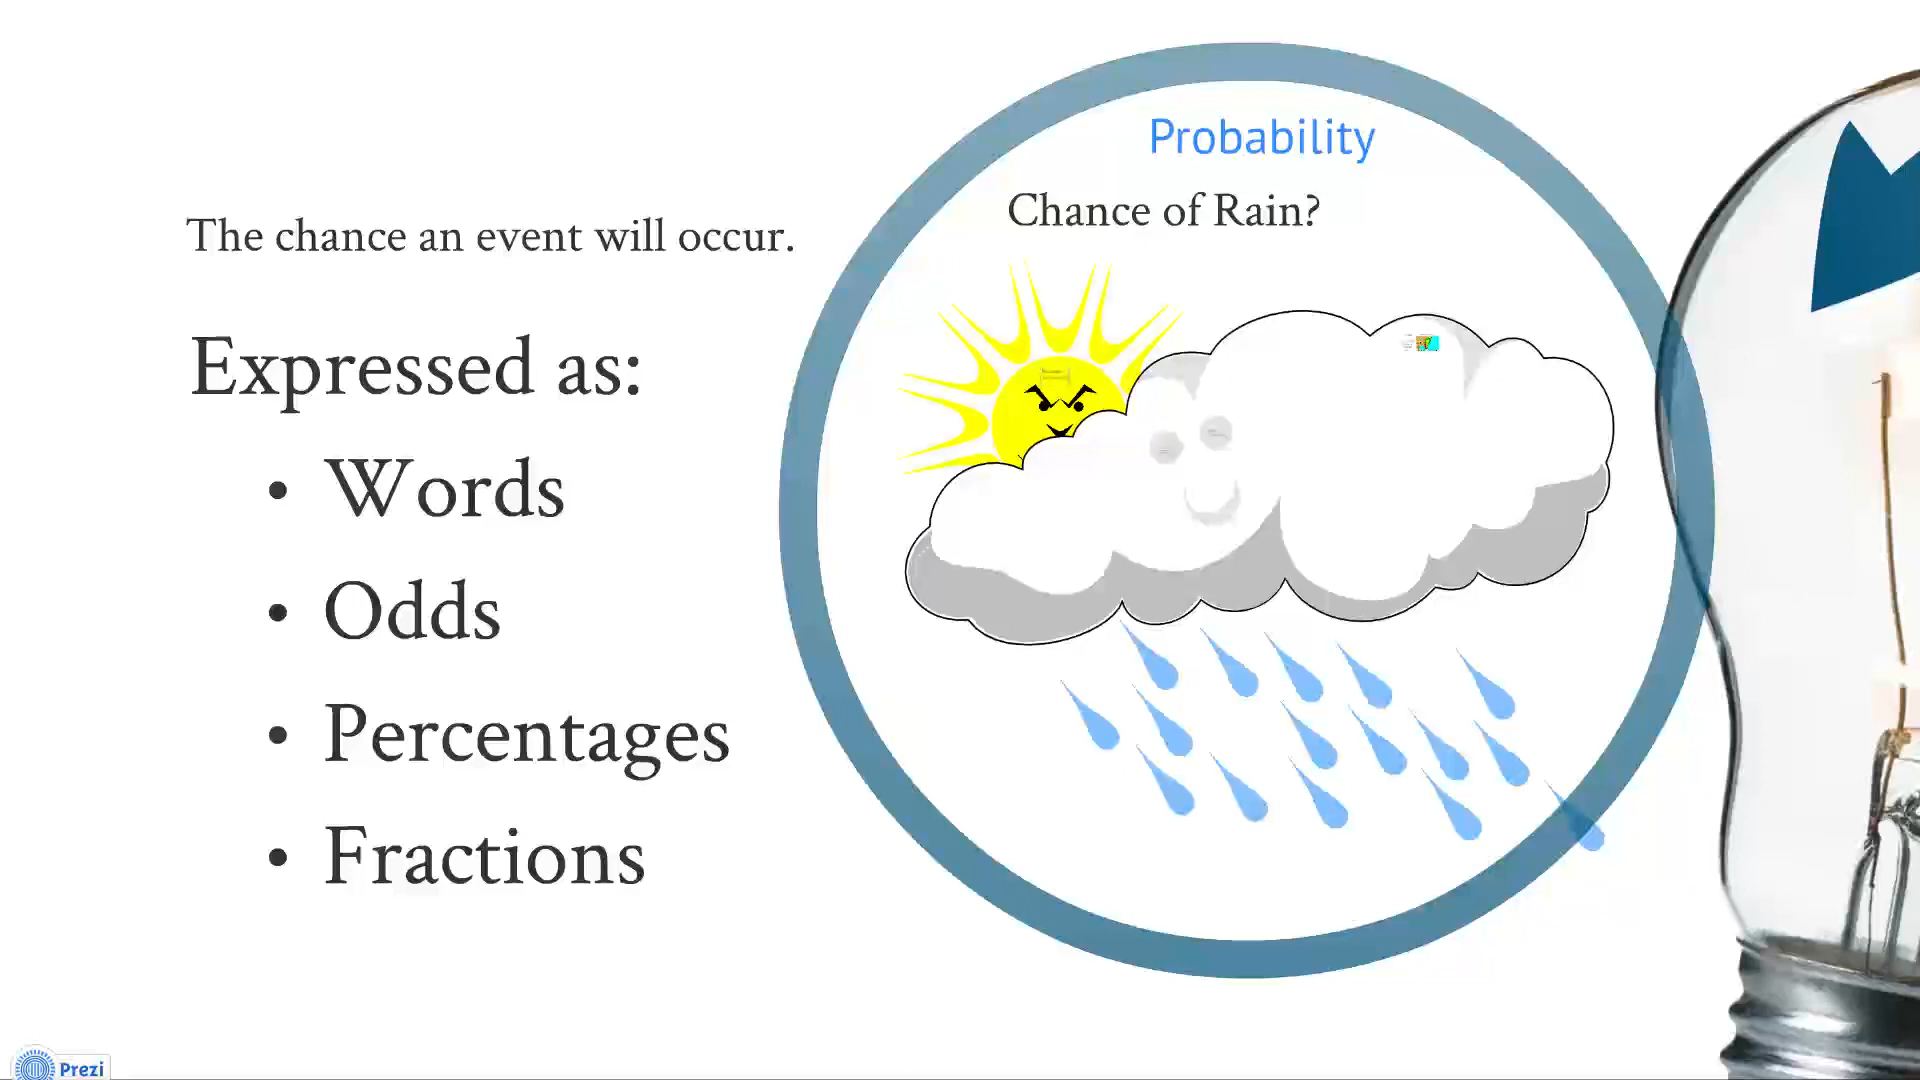 The chance an event will occur.
Expressed as:
• Words
• Odds
• Percentages
• Fractions
Probability
Chance of Rain?
Prezi